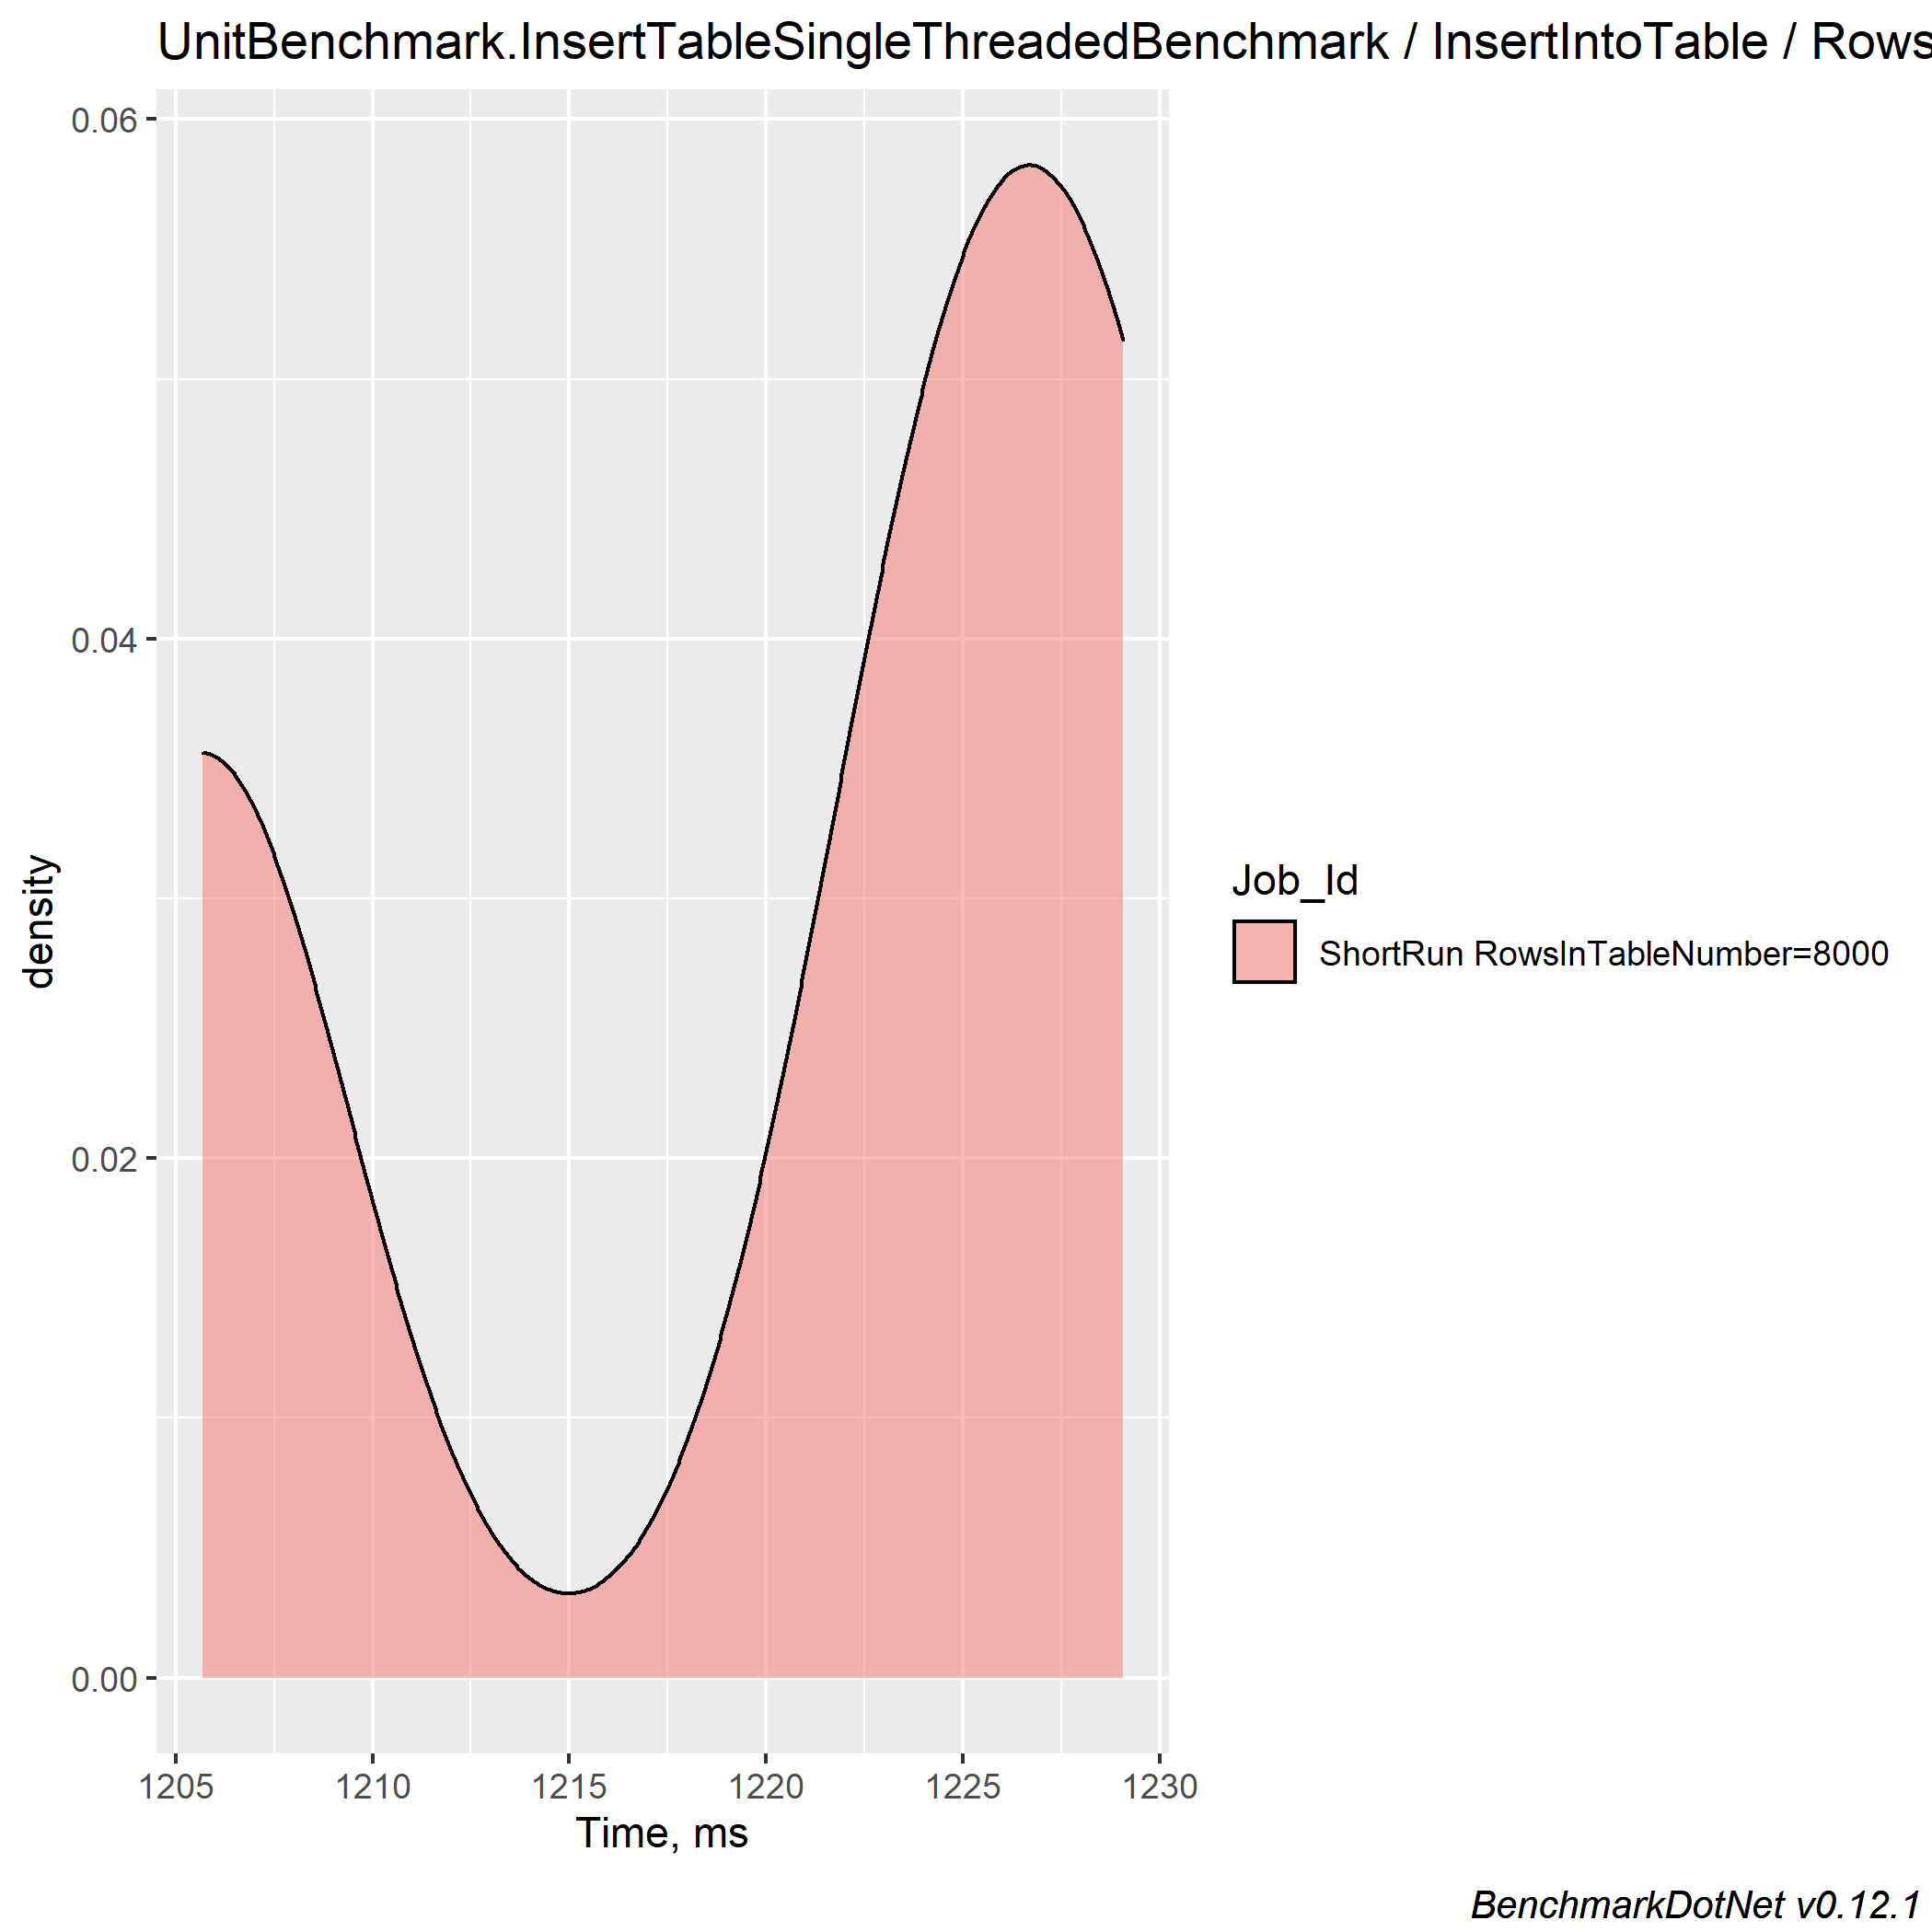 UnitBenchmark.InsertTableSingleThreadedBenchmark / InsertIntoTable / Rows
0.06
0.04
0.02
0.00
density
1205 1210 1215 1220 1225 1230
Time, ms
Job_Id
ShortRun RowsInTableNumber=8000
BenchmarkDotNet v0.12.1